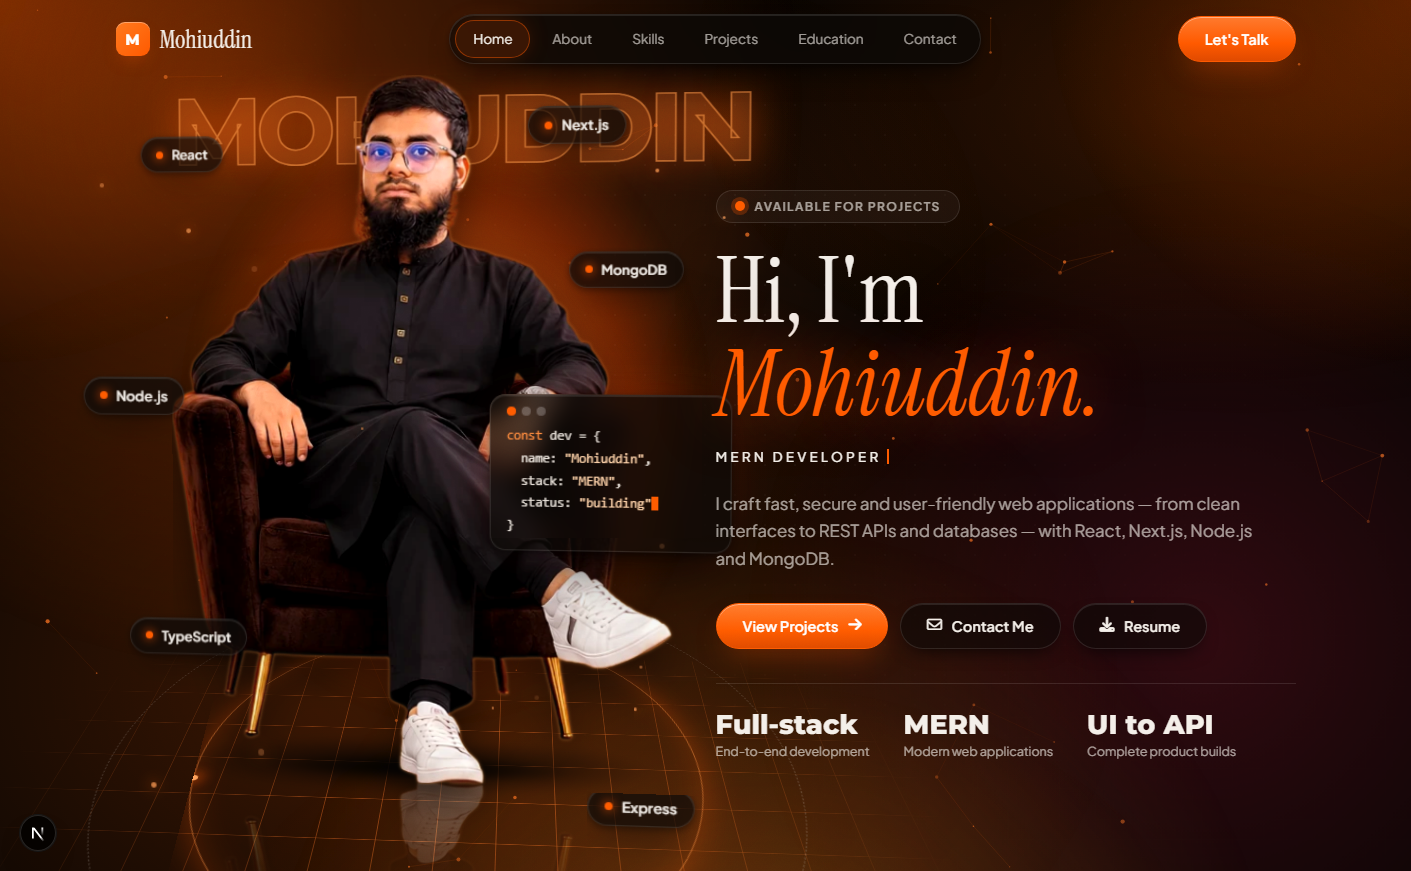 M Mohiuddin
Home About Skills Projects Education Contact
Let's Talk
MOHIUDDIN
Next.js
React
MongoDB
Node.js
TypeScript
Express
const dev = {
name: "Mohiuddin",
stack: "MERN",
status: "building"
}
AVAILABLE FOR PROJECTS
Hi, I'm
Mohiuddin.
MERN DEVELOPER
I craft fast, secure and user-friendly web applications — from clean
interfaces to REST APIs and databases — with React, Next.js, Node.js
and MongoDB.
View Projects Contact Me Resume
Full-stack MERN UI to API
End-to-end development Modern web applications Complete product builds
N